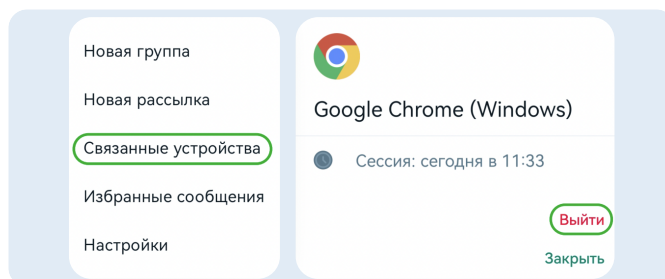 Новая группа
Новая рассылка
Связанные устройства
Избранные сообщения
Настройки
Google Chrome (Windows)
Сессия: сегодня в 11:33
Выйти
Закрыть